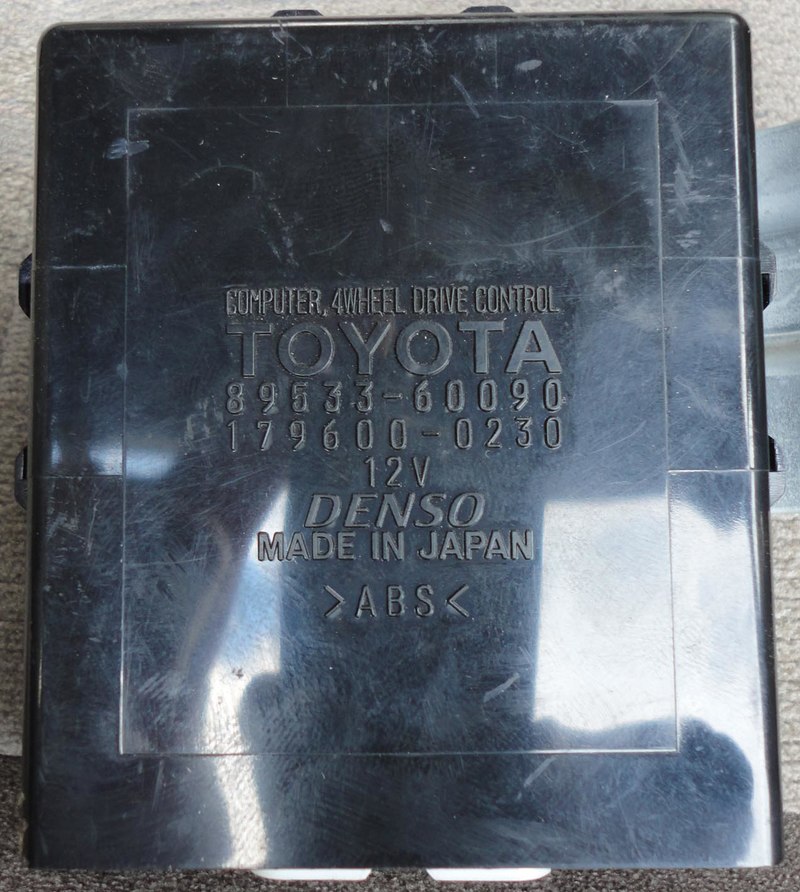 COMPUTER, 4WHEEL DRIVE CONTROL
TOYOTA
89533-60090
179600-0230
12V
DENSO
MADE IN JAPAN
>ABS<